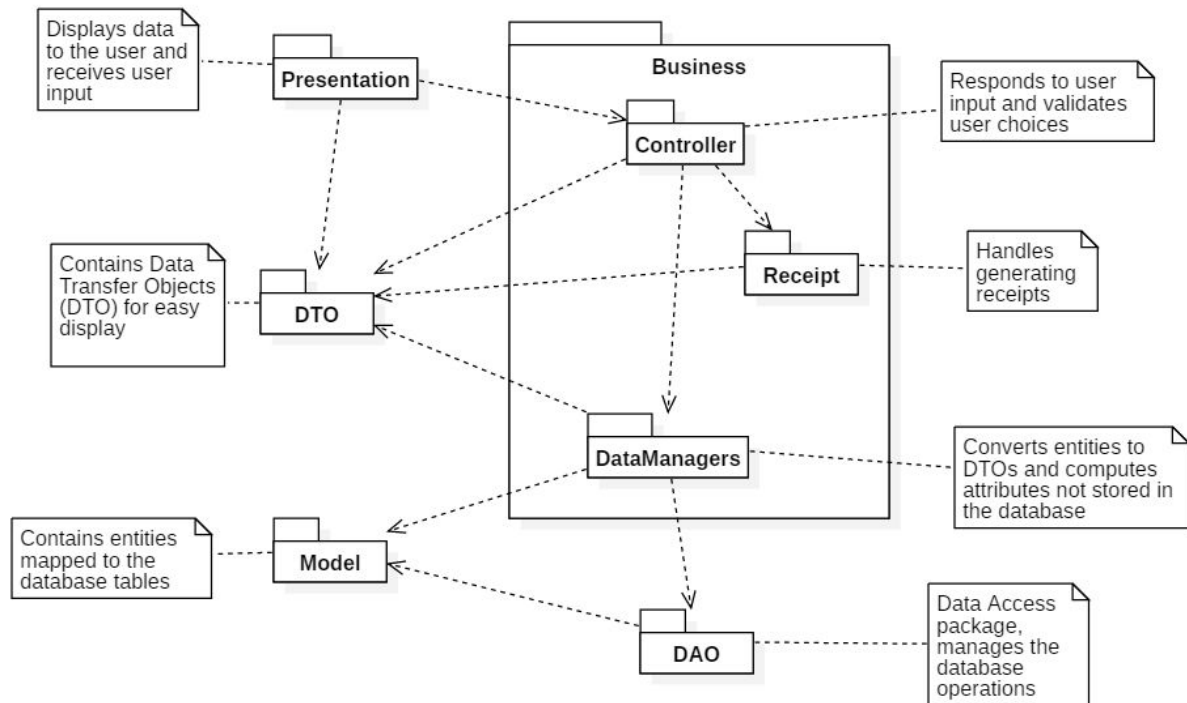 Displays data
to the user and
receives user
input
Presentation
Business
Controller
Responds to user
input and validates
user choices
Contains Data
Transfer Objects
(DTO) for easy
display
DTO
Receipt
Handles
generating
receipts
DataManagers
Converts entities to
DTOs and computes
attributes not stored in
the database
Contains entities
mapped to the
database tables
Model
DAO
Data Access
package,
manages the
database
operations